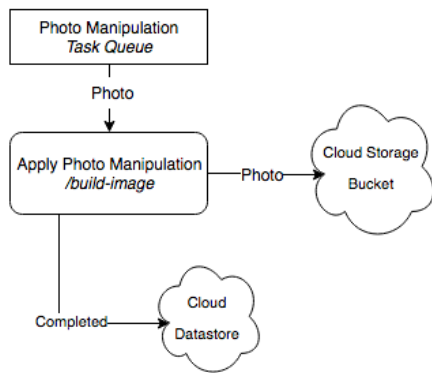 Photo Manipulation
Task Queue
Photo
Apply Photo Manipulation
/build-image
Photo
Cloud Storage
Bucket
Completed
Cloud
Datastore